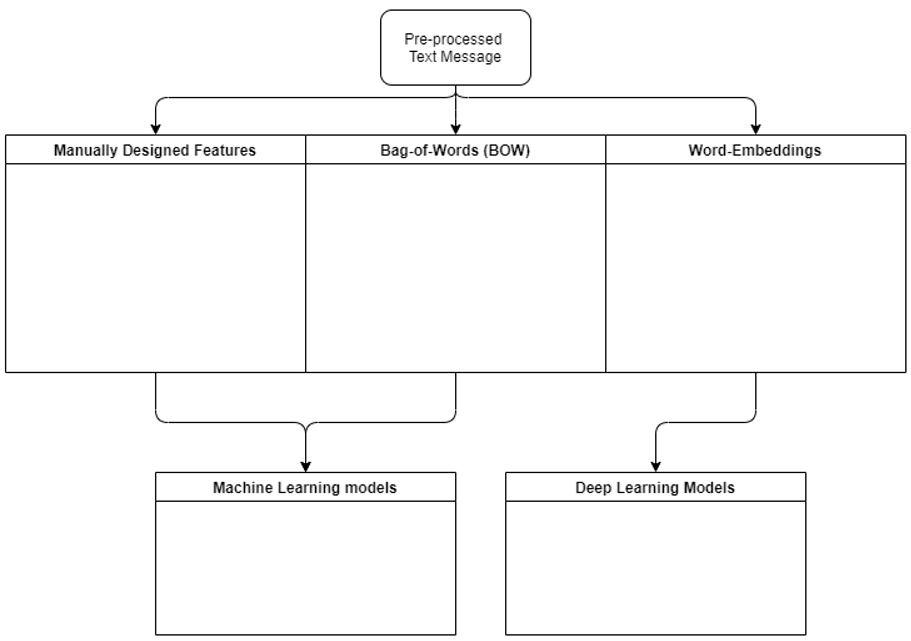 Pre-processed
Text Message
Manually Designed Features
Bag-of-Words (BOW)
Word-Embeddings
Machine Learning models
Deep Learning Models